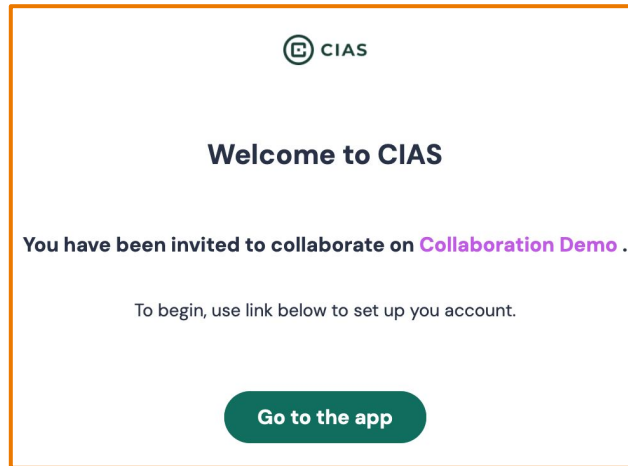 CIAS
Welcome to CIAS
You have been invited to collaborate on Collaboration Demo .
To begin, use link below to set up you account.
Go to the app